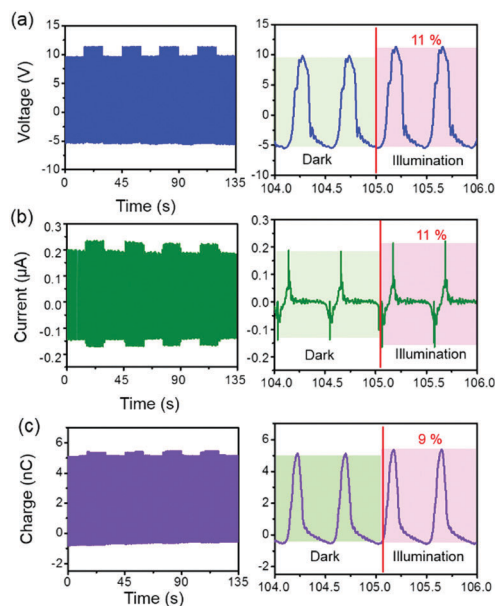 (a)
15
10
5
0
-5
-10
Voltage (V)
0 45 90 135
Time (s)
15
10
5
0
-5
-10
11 %
Dark Illumination
104.0 104.5 105.0 105.5 106.0
(b)
0.3
0.2
0.1
0.0
-0.1
-0.2
Current (µA)
0 45 90 135
Time (s)
0.3
0.2
0.1
0.0
-0.1
-0.2
11 %
Dark Illumination
104.0 104.5 105.0 105.5 106.0
(c)
6
4
2
0
-2
Charge (nC)
0 45 90 135
Time (s)
6
4
2
0
-2
9 %
Dark Illumination
104.0 104.5 105.0 105.5 106.0